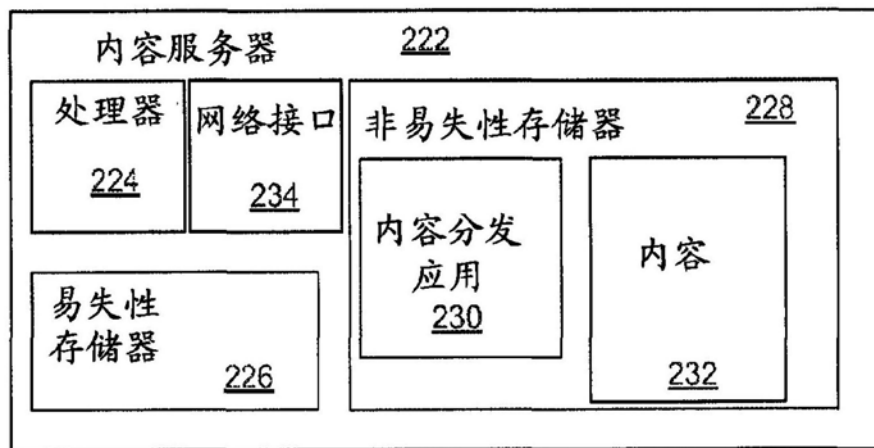 内容服务器 222
处理器
224
网络接口
234
非易失性存储器 228
内容分发
应用
230
内容
232
易失性
存储器
226